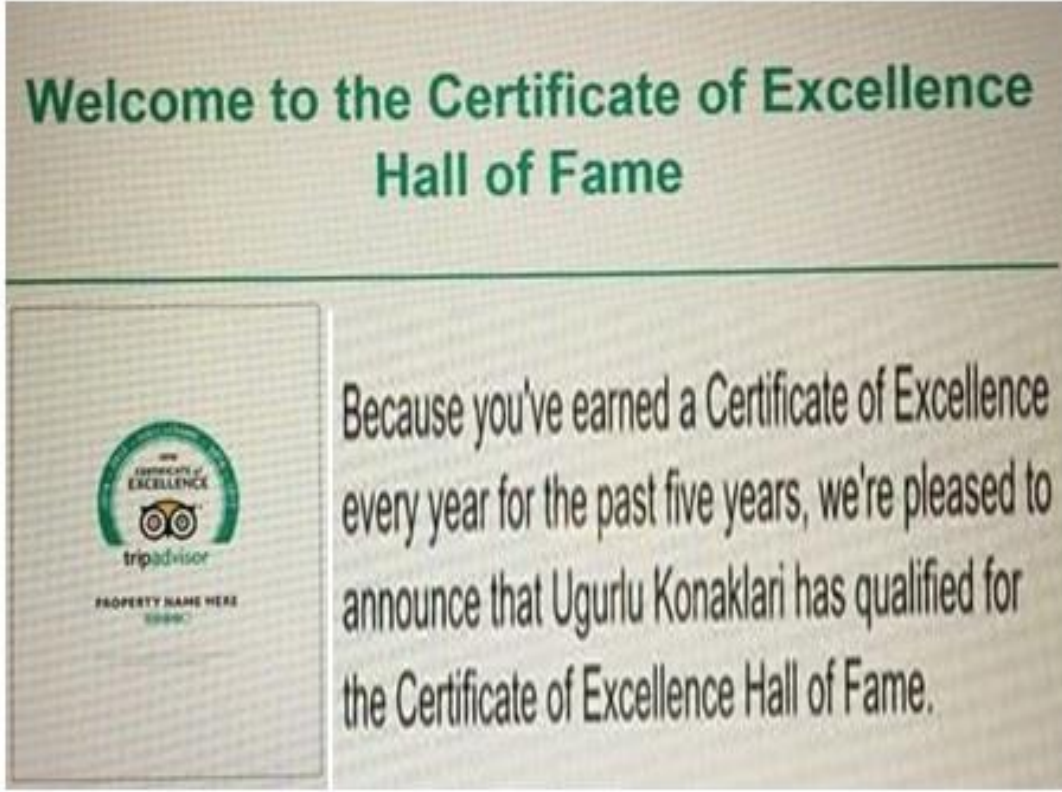 Welcome to the Certificate of Excellence
Hall of Fame
CERTIFICATE of
EXCELLENCE
tripadvisor
PROPERTY NAME HERE
Because you've earned a Certificate of Excellence
every year for the past five years, we're pleased to
announce that Ugurlu Konaklari has qualified for
the Certificate of Excellence Hall of Fame.